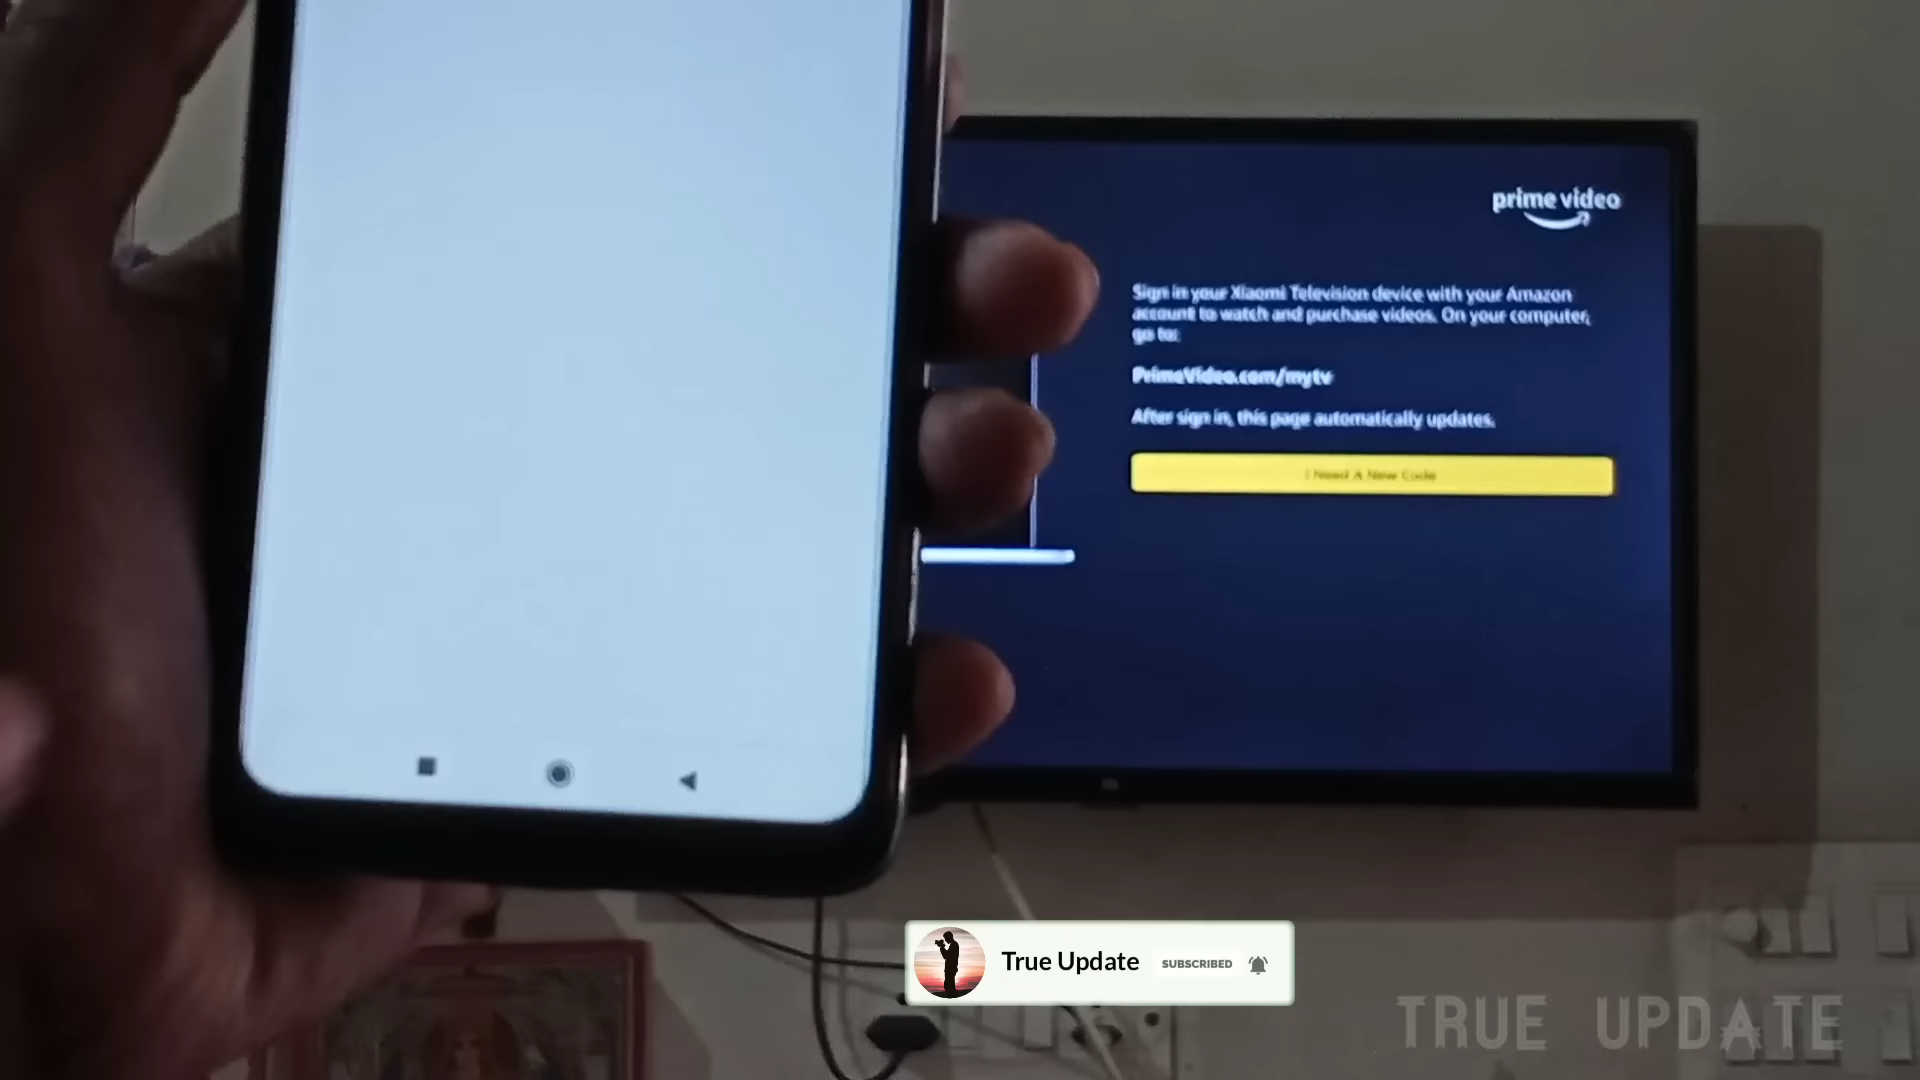 prime video
Sign in your Xiaomi Television device with your Amazon
account to watch and purchase videos. On your computer,
go to:
PrimeVideo.com/mytv
After sign in, this page automatically updates.
I Need A New Code
True Update
SUBSCRIBED
TRUE UPDATE